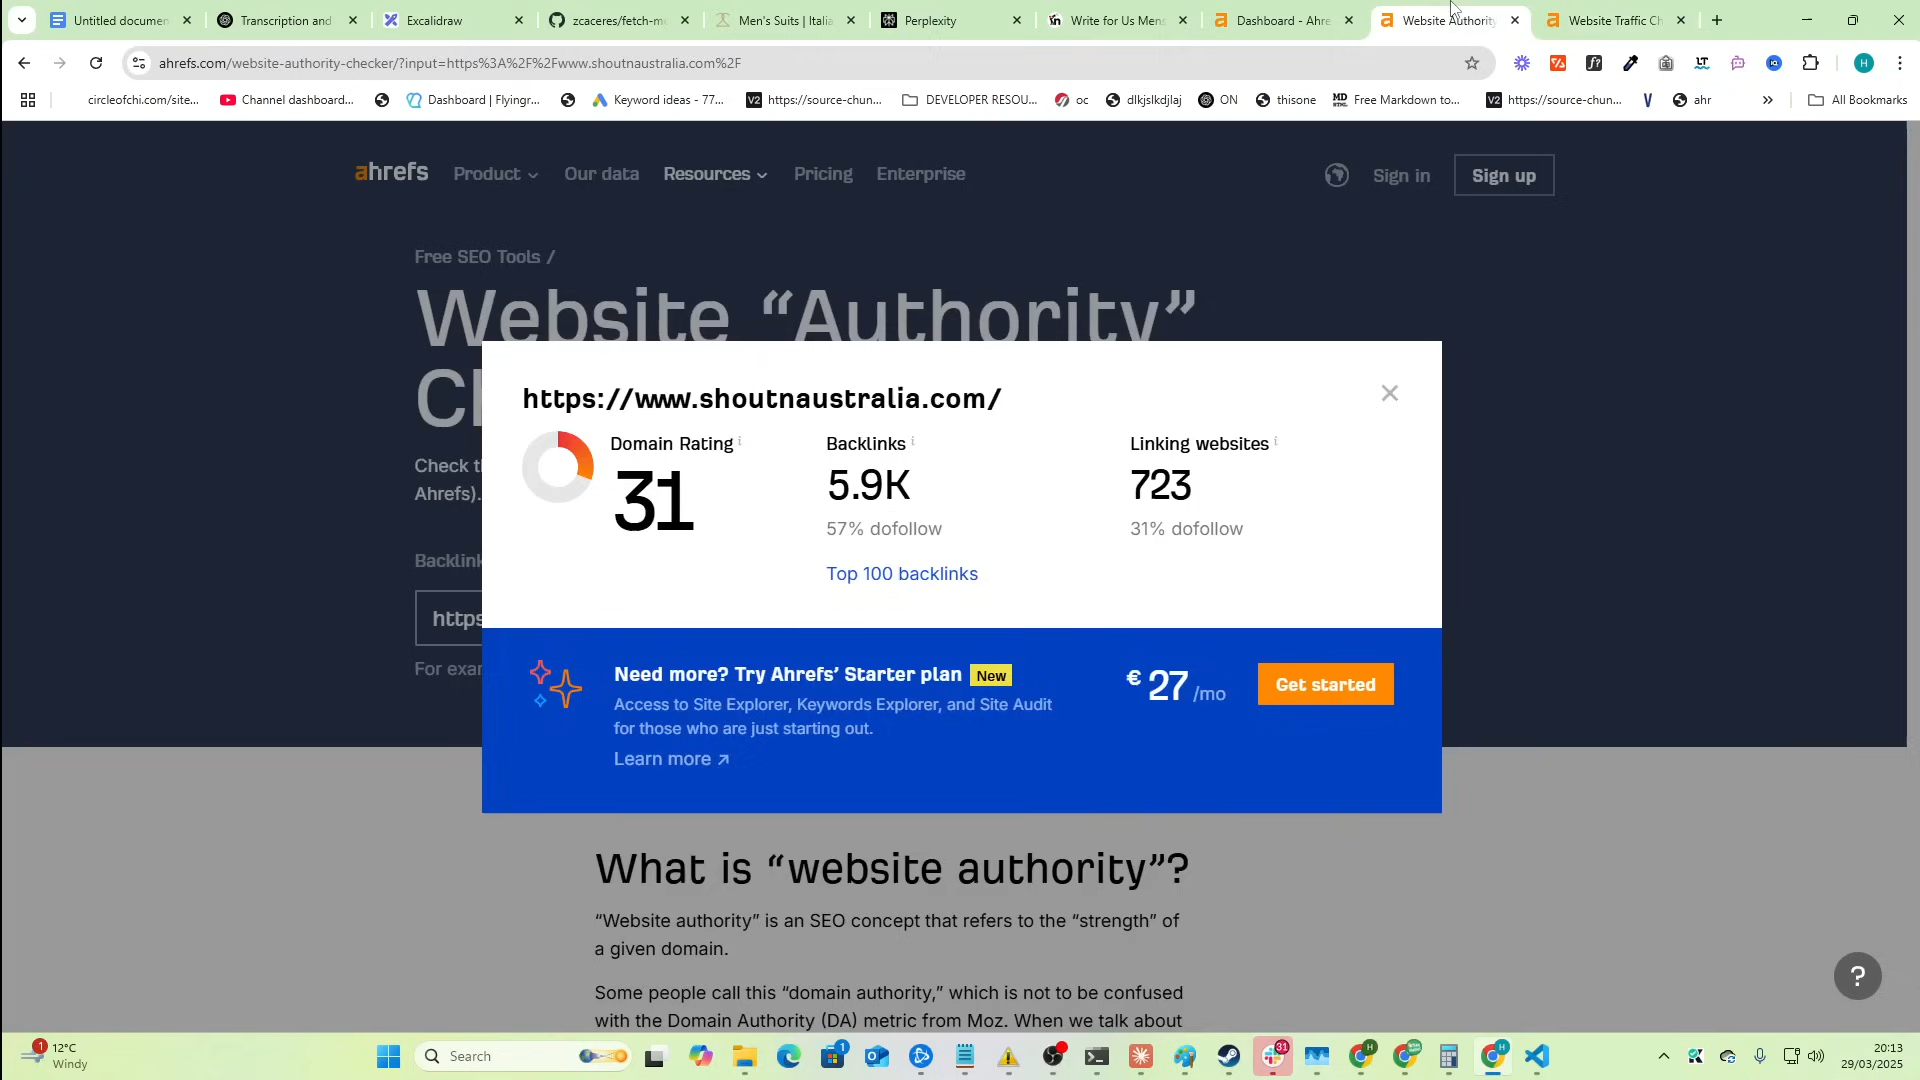 Untitled documen
Transcription and
Excalidraw
zcaceres/fetch-m
Men's Suits | Italia
Perplexity
Write for Us Mens
Dashboard - Ahre
Website Authority
Website Traffic Ch
ahrefs.com/website-authority-checker/?input=https%3A%2F%2Fwww.shoutnaustralia.com%2F
circleofchi.com/site...
Channel dashboard...
Dashboard | Flyingr...
Keyword ideas - 77...
https://source-chun...
DEVELOPER RESOU...
oc
dlkjslkdjlaj
ON
thisone
Free Markdown to...
https://source-chun...
ahr
All Bookmarks
ahrefs
Product
Our data
Resources
Pricing
Enterprise
Sign in
Sign up
Free SEO Tools /
Website “Authority”
Ch
Check t
Ahrefs).
https://www.shoutnaustralia.com/
Domain Rating
Backlinks
Linking websites
31
5.9K
723
57% dofollow
31% dofollow
Top 100 backlinks
Backlink
https
For exar
Need more? Try Ahrefs’ Starter plan New
Access to Site Explorer, Keywords Explorer, and Site Audit
for those who are just starting out.
Learn more
€ 27 /mo
Get started
What is “website authority”?
“Website authority” is an SEO concept that refers to the “strength” of
a given domain.
Some people call this “domain authority,” which is not to be confused
with the Domain Authority (DA) metric from Moz. When we talk about
?
12°C
Windy
Search
20:13
29/03/2025